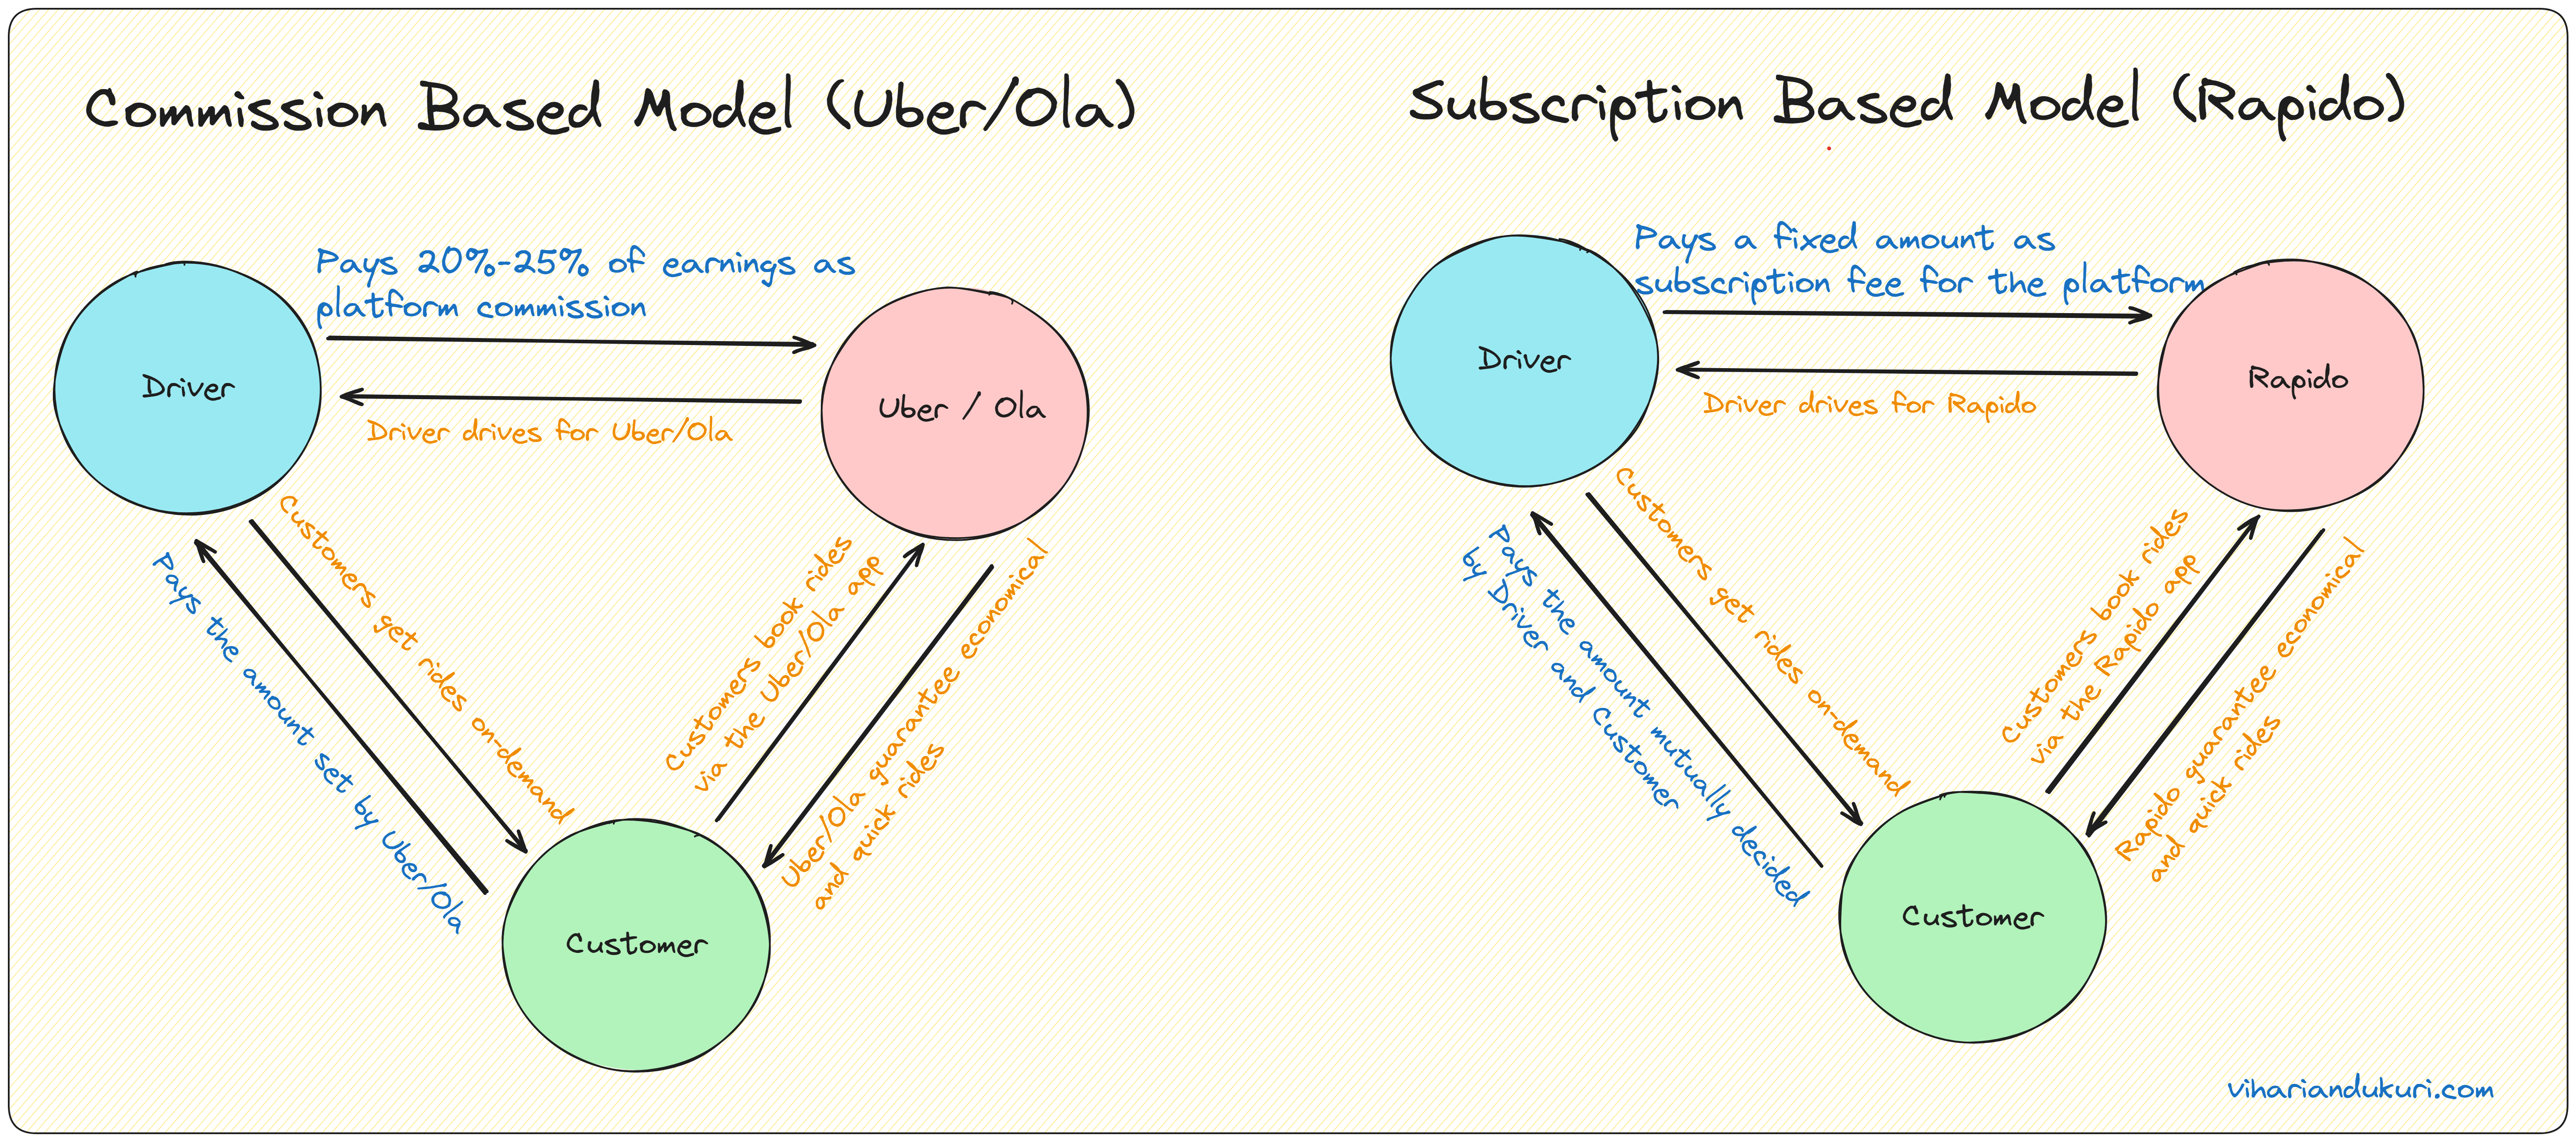 Commission Based Model (Uber/Ola)
Pays 20%-25% of earnings as
platform commission
Driver
Uber / Ola
Driver drives for Uber/Ola
Customers get rides on-demand
Pays the amount set by Uber/Ola
Customers book rides
via the Uber/Ola app
Uber/Ola guarantee economical
and quick rides
Customer
Subscription Based Model (Rapido)
Pays a fixed amount as
subscription fee for the platform
Driver
Rapido
Driver drives for Rapido
Customers get rides on-demand
Pays the amount mutually decided
by Driver and Customer
Customers book rides
via the Rapido app
Rapido guarantee economical
and quick rides
Customer
vihariandukuri.com